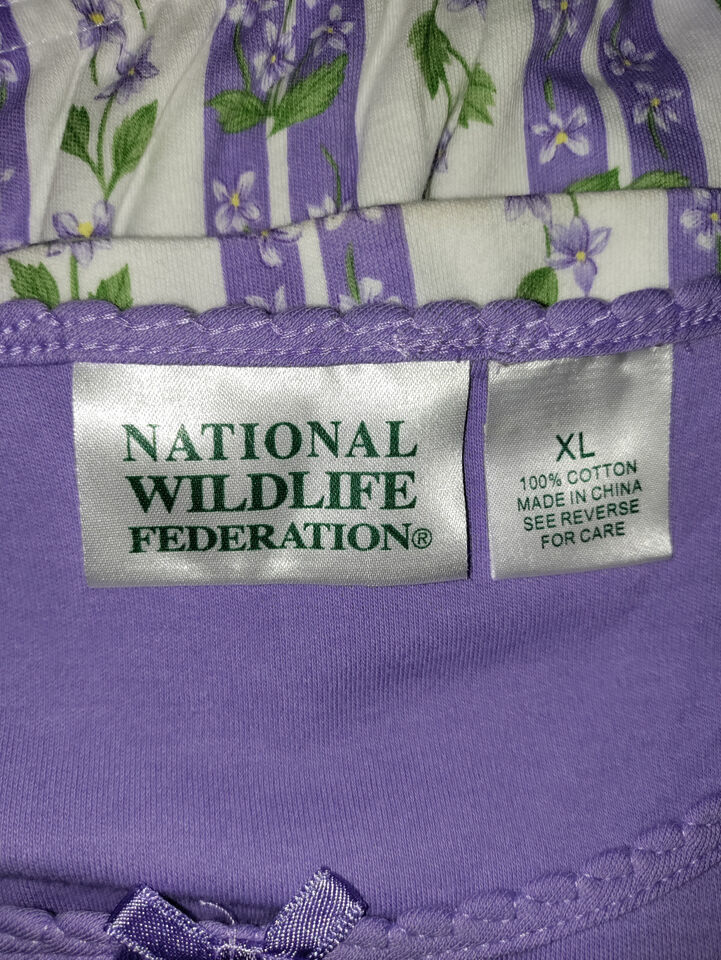 NATIONAL
WILDLIFE
FEDERATION®
XL
100% COTTON
MADE IN CHINA
SEE REVERSE
FOR CARE